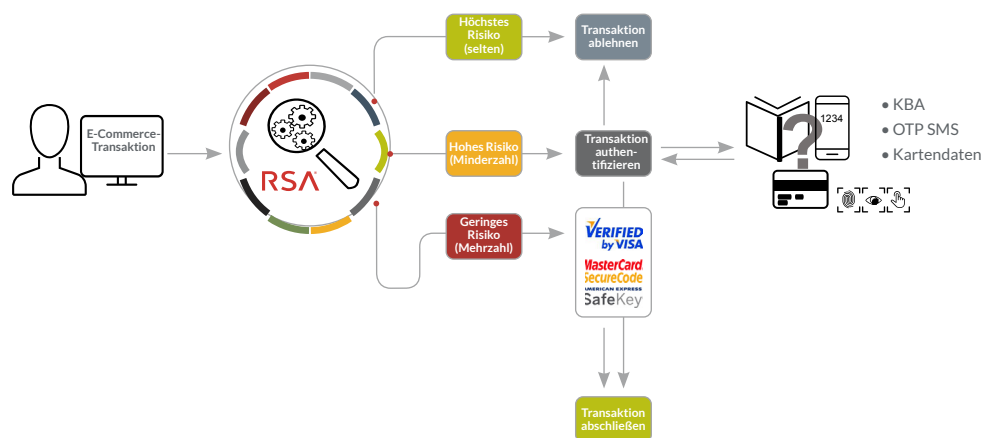 E-Commerce-
Transaktion
RSA
Höchstes
Risiko
(selten)
Hohes Risiko
(Minderzahl)
Geringes
Risiko
(Mehrzahl)
Transaktion
ablehnen
Transaktion
authen-
tifizieren
VERIFIED
by VISA
MasterCard
SecureCode
AMERICAN EXPRESS
SafeKey
Transaktion
abschließen
1234
?
• KBA
• OTP SMS
• Kartendaten